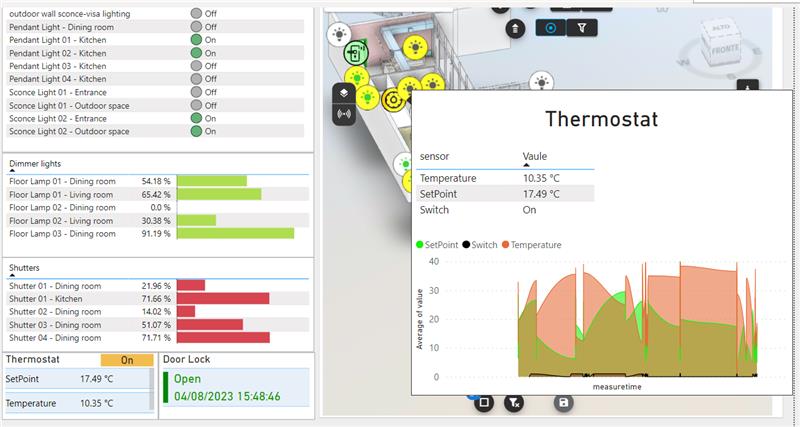 outdoor wall sconce-visa lighting Off
Pendant Light - Dining room Off
Pendant Light 01 - Kitchen On
Pendant Light 02 - Kitchen On
Pendant Light 03 - Kitchen Off
Pendant Light 04 - Kitchen Off
Sconce Light 01 - Entrance Off
Sconce Light 01 - Outdoor space Off
Sconce Light 02 - Entrance On
Sconce Light 02 - Outdoor space On
Dimmer lights
Floor Lamp 01 - Dining room 54.18 %
Floor Lamp 01 - Living room 65.42 %
Floor Lamp 02 - Dining room 0.0 %
Floor Lamp 02 - Living room 30.38 %
Floor Lamp 03 - Dining room 91.19 %
Shutters
Shutter 01 - Dining room 21.96 %
Shutter 01 - Kitchen 71.66 %
Shutter 02 - Dining room 14.02 %
Shutter 03 - Dining room 51.07 %
Shutter 04 - Dining room 71.71 %
Thermostat On
SetPoint 17.49 °C
Temperature 10.35 °C
Door Lock
Open
04/08/2023 15:48:46
ALTO
FRONTE
Thermostat
sensor Vaule
Temperature 10.35 °C
SetPoint 17.49 °C
Switch On
SetPoint Switch Temperature
Average of value
40
30
20
10
0
measuretime